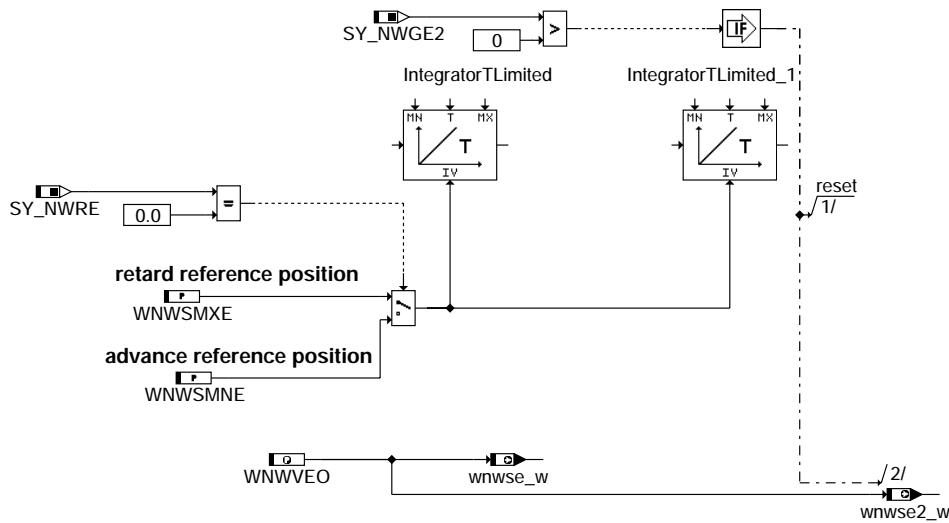 SY_NWGE2
0
>
IF
IntegratorTLimited
IntegratorTLimited_1
MN T MX
T
IV
MN T MX
T
IV
reset
1/
SY_NWRE
0.0
=
retard reference position
P
WNWSMXE
advance reference position
P
WNWSMNE
WNWVEO
wnwse_w
2/
wnwse2_w